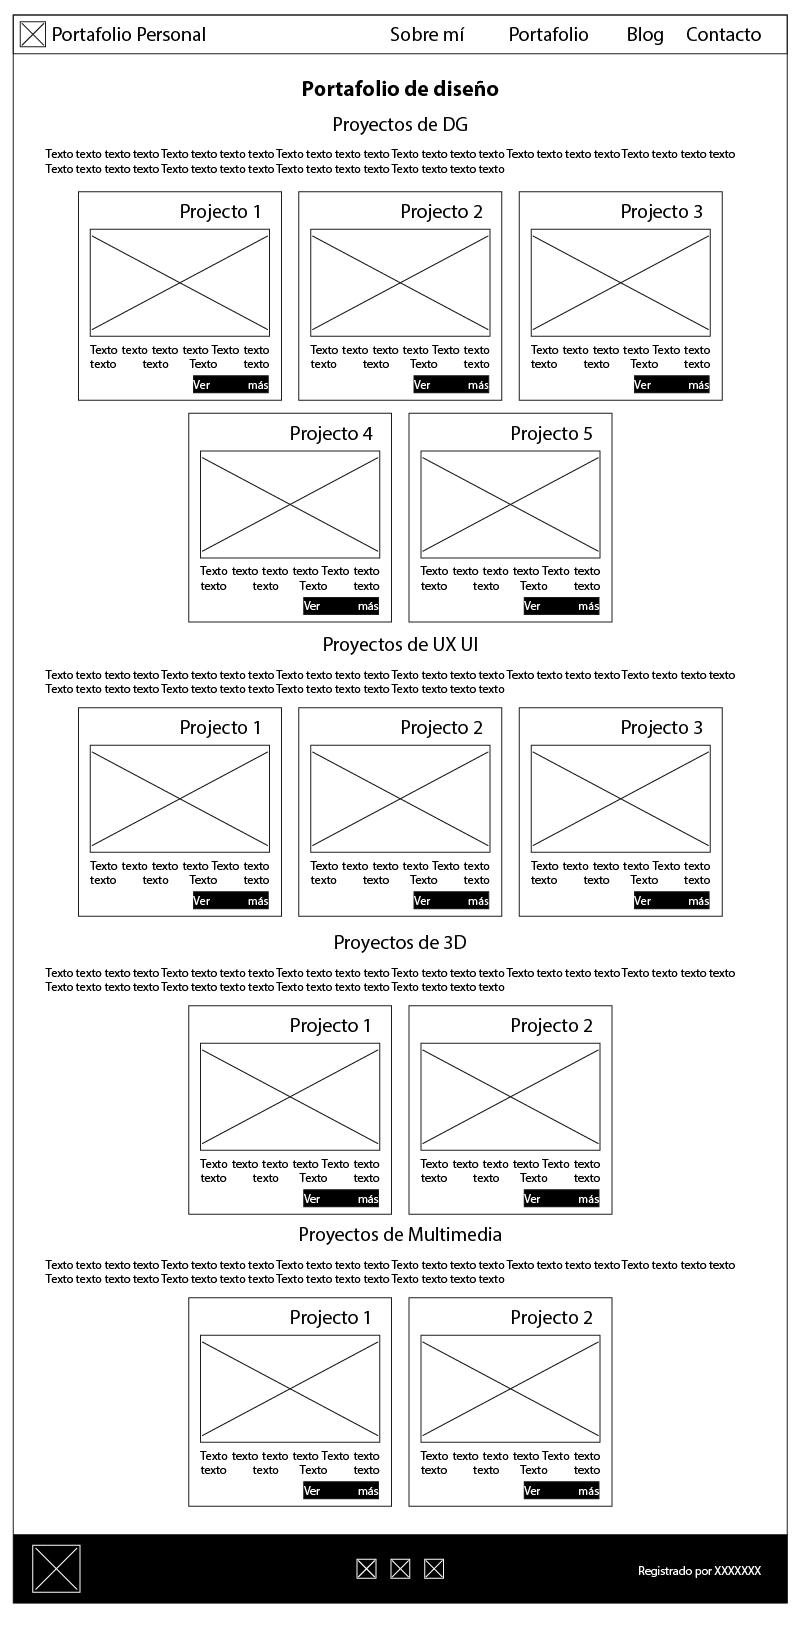 Portafolio Personal Sobre mí Portafolio Blog Contacto
Portafolio de diseño
Proyectos de DG
Texto texto texto texto Texto texto texto texto Texto texto texto texto Texto texto texto texto Texto texto texto texto Texto texto texto texto
Texto texto texto texto Texto texto texto texto Texto texto texto texto Texto texto texto texto
Projecto 1
Texto texto texto texto Texto texto
texto texto Texto texto
Ver más
Projecto 2
Texto texto texto texto Texto texto
texto texto Texto texto
Ver más
Projecto 3
Texto texto texto texto Texto texto
texto texto Texto texto
Ver más
Projecto 4
Texto texto texto texto Texto texto
texto texto Texto texto
Ver más
Projecto 5
Texto texto texto texto Texto texto
texto texto Texto texto
Ver más
Proyectos de UX UI
Texto texto texto texto Texto texto texto texto Texto texto texto texto Texto texto texto texto Texto texto texto texto Texto texto texto texto
Texto texto texto texto Texto texto texto texto Texto texto texto texto Texto texto texto texto
Projecto 1
Texto texto texto texto Texto texto
texto texto Texto texto
Ver más
Projecto 2
Texto texto texto texto Texto texto
texto texto Texto texto
Ver más
Projecto 3
Texto texto texto texto Texto texto
texto texto Texto texto
Ver más
Proyectos de 3D
Texto texto texto texto Texto texto texto texto Texto texto texto texto Texto texto texto texto Texto texto texto texto Texto texto texto texto
Texto texto texto texto Texto texto texto texto Texto texto texto texto Texto texto texto texto
Projecto 1
Texto texto texto texto Texto texto
texto texto Texto texto
Ver más
Projecto 2
Texto texto texto texto Texto texto
texto texto Texto texto
Ver más
Proyectos de Multimedia
Texto texto texto texto Texto texto texto texto Texto texto texto texto Texto texto texto texto Texto texto texto texto Texto texto texto texto
Texto texto texto texto Texto texto texto texto Texto texto texto texto Texto texto texto texto
Projecto 1
Texto texto texto texto Texto texto
texto texto Texto texto
Ver más
Projecto 2
Texto texto texto texto Texto texto
texto texto Texto texto
Ver más
Registrado por XXXXXXX